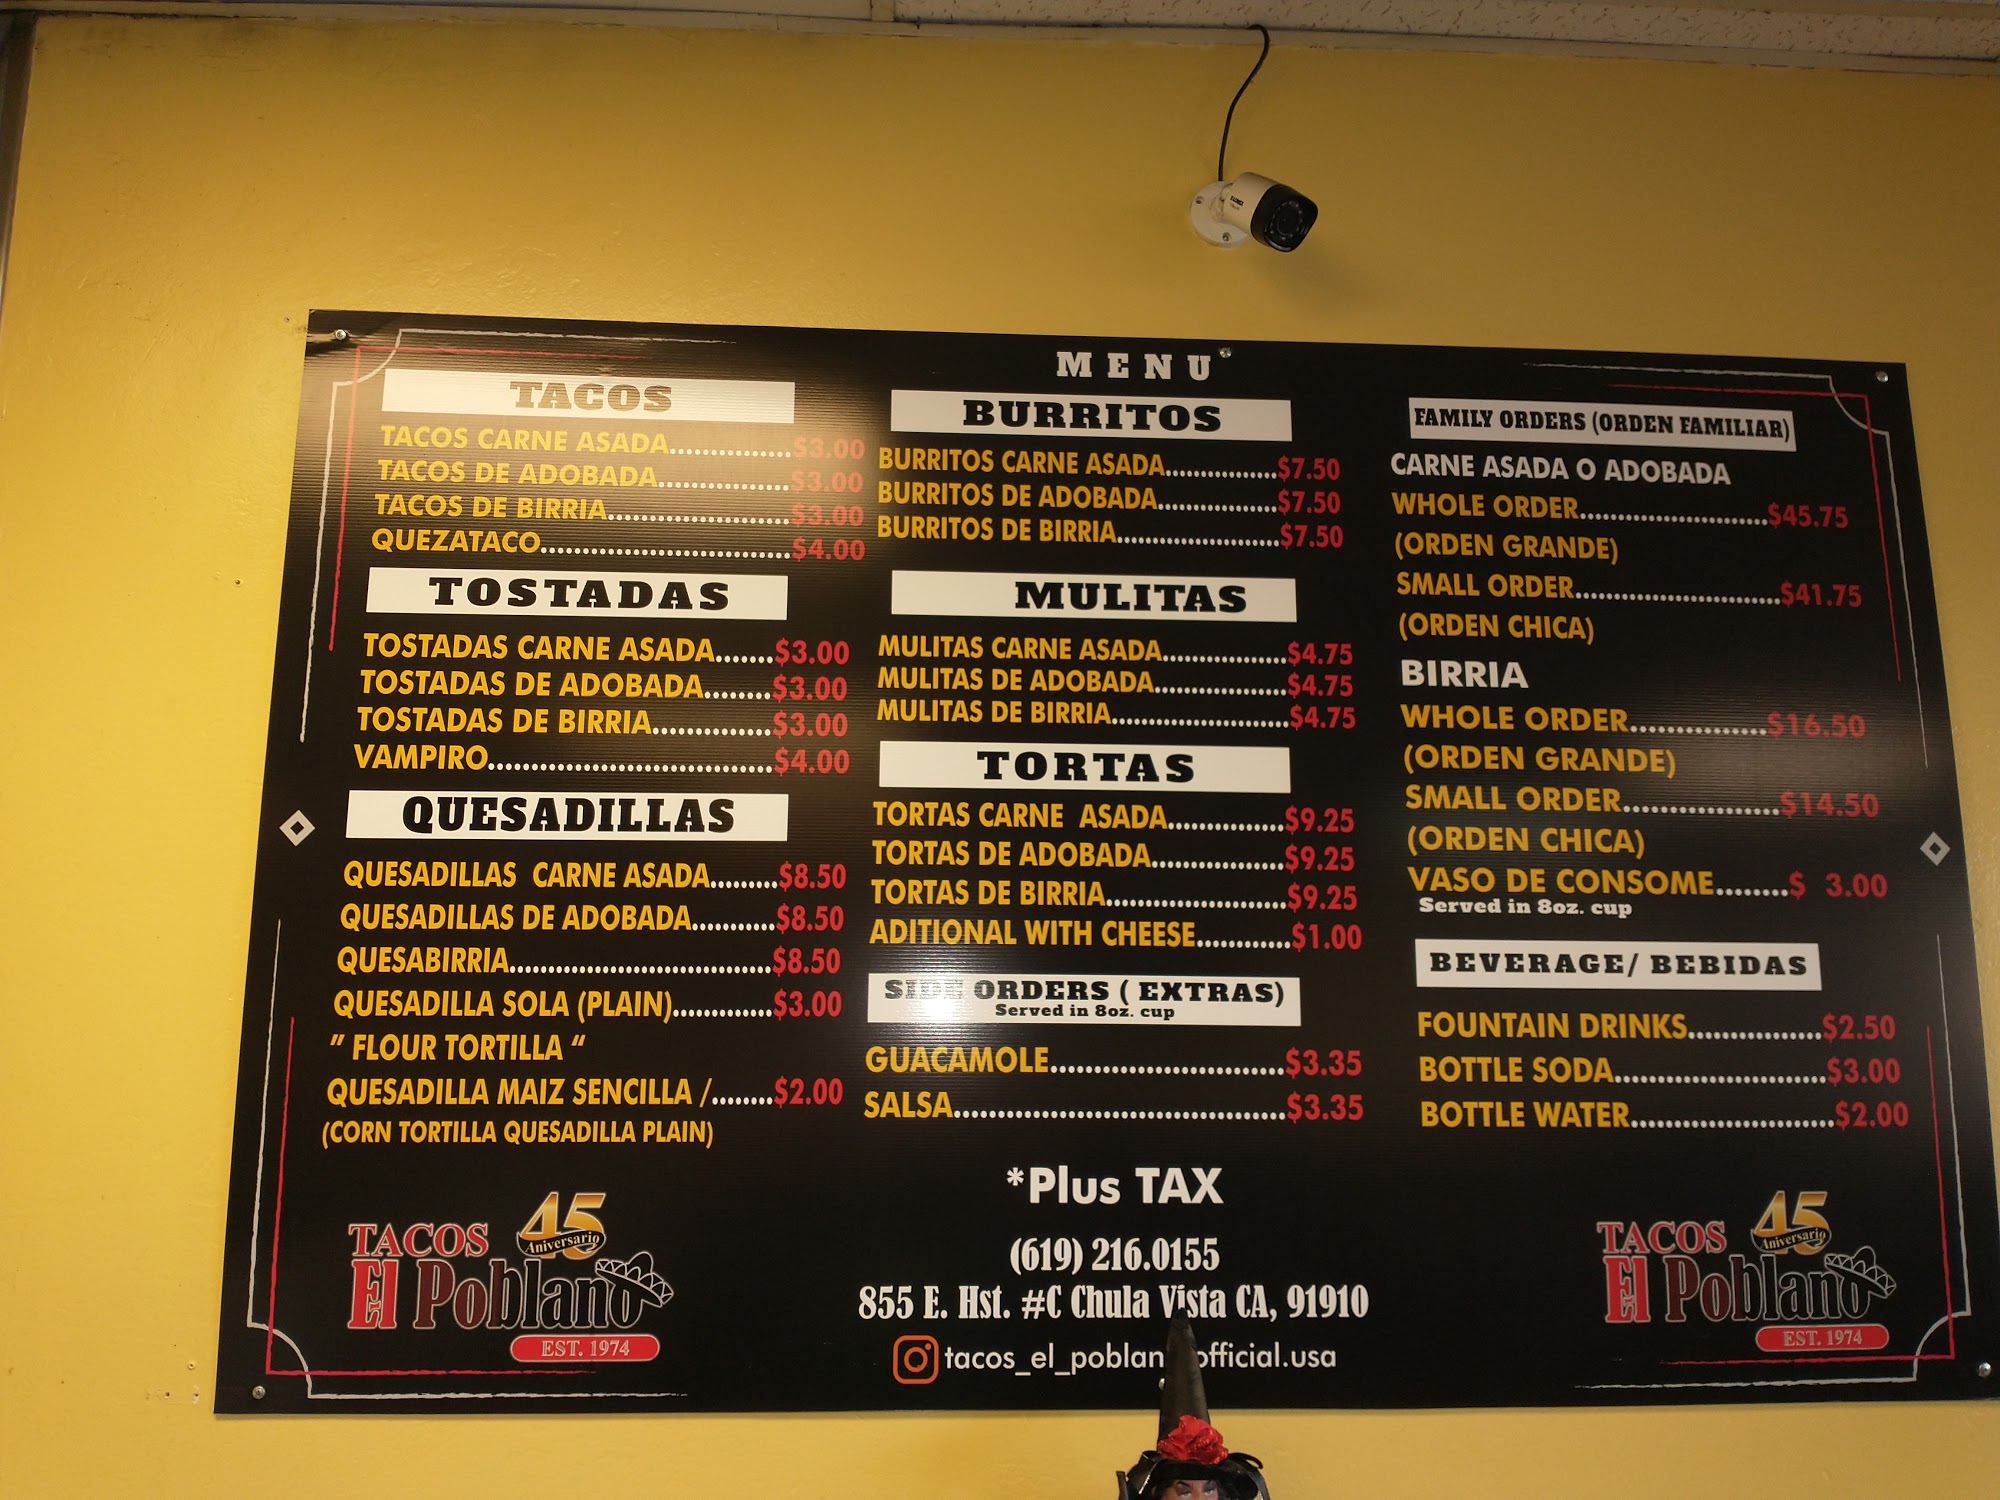 MENU
TACOS
TACOS CARNE ASADA..............$3.00
TACOS DE ADOBADA...............$3.00
TACOS DE BIRRIA.....................$3.00
QUEZATACO.............................$4.00
TOSTADAS
TOSTADAS CARNE ASADA.......$3.00
TOSTADAS DE ADOBADA........$3.00
TOSTADAS DE BIRRIA..............$3.00
VAMPIRO.................................$4.00
QUESADILLAS
QUESADILLAS CARNE ASADA.........$8.50
QUESADILLAS DE ADOBADA...........$8.50
QUESABIRRIA...................................$8.50
QUESADILLA SOLA (PLAIN).............$3.00
” FLOUR TORTILLA “
QUESADILLA MAIZ SENCILLA /........$2.00
(CORN TORTILLA QUESADILLA PLAIN)
BURRITOS
BURRITOS CARNE ASADA..............$7.50
BURRITOS DE ADOBADA...............$7.50
BURRITOS DE BIRRIA.....................$7.50
MULITAS
MULITAS CARNE ASADA................$4.75
MULITAS DE ADOBADA.................$4.75
MULITAS DE BIRRIA.......................$4.75
TORTAS
TORTAS CARNE ASADA...............$9.25
TORTAS DE ADOBADA.................$9.25
TORTAS DE BIRRIA.......................$9.25
ADITIONAL WITH CHEESE............$1.00
SIDE ORDERS ( EXTRAS)
Served in 8oz. cup
GUACAMOLE............................$3.35
SALSA........................................$3.35
FAMILY ORDERS (ORDEN FAMILIAR)
CARNE ASADA O ADOBADA
WHOLE ORDER........................$45.75
(ORDEN GRANDE)
SMALL ORDER..........................$41.75
(ORDEN CHICA)
BIRRIA
WHOLE ORDER................$16.50
(ORDEN GRANDE)
SMALL ORDER..................$14.50
(ORDEN CHICA)
VASO DE CONSOME........$ 3.00
Served in 8oz. cup
BEVERAGE/ BEBIDAS
FOUNTAIN DRINKS................$2.50
BOTTLE SODA.........................$3.00
BOTTLE WATER........................$2.00
*Plus TAX
(619) 216.0155
855 E. Hst. #C Chula Vista CA, 91910
tacos_el_poblan official.usa
TACOS
45
Aniversario
El Poblano
EST. 1974
TACOS
45
Aniversario
El Poblano
EST. 1974